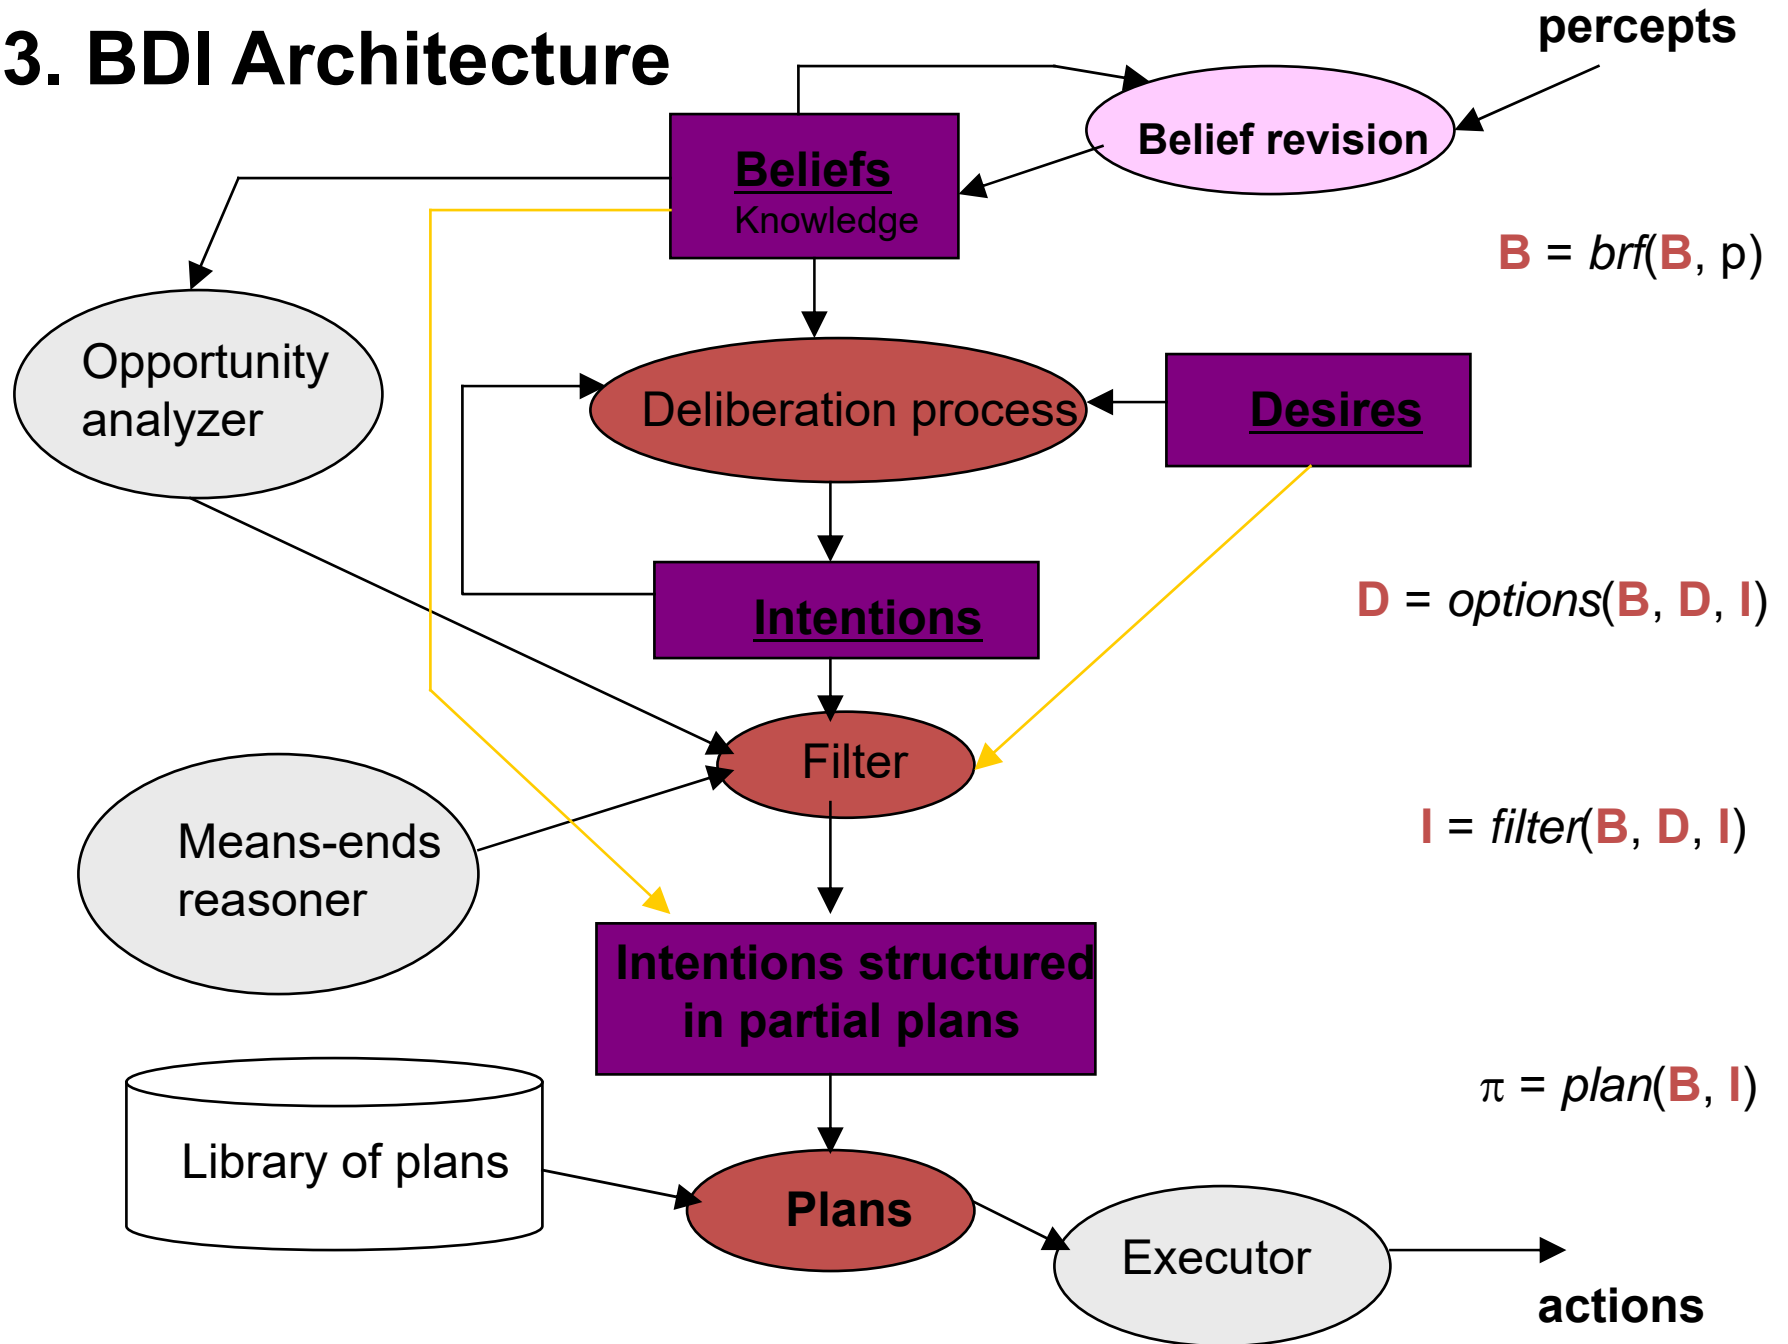 3. BDI Architecture
percepts
Belief revision
Beliefs
Knowledge
B = brf(B, p)
Opportunity
analyzer
Deliberation process
Desires
Intentions
D = options(B, D, I)
Filter
Means-ends
reasoner
I = filter(B, D, I)
Intentions structured
in partial plans
π = plan(B, I)
Library of plans
Plans
Executor
actions